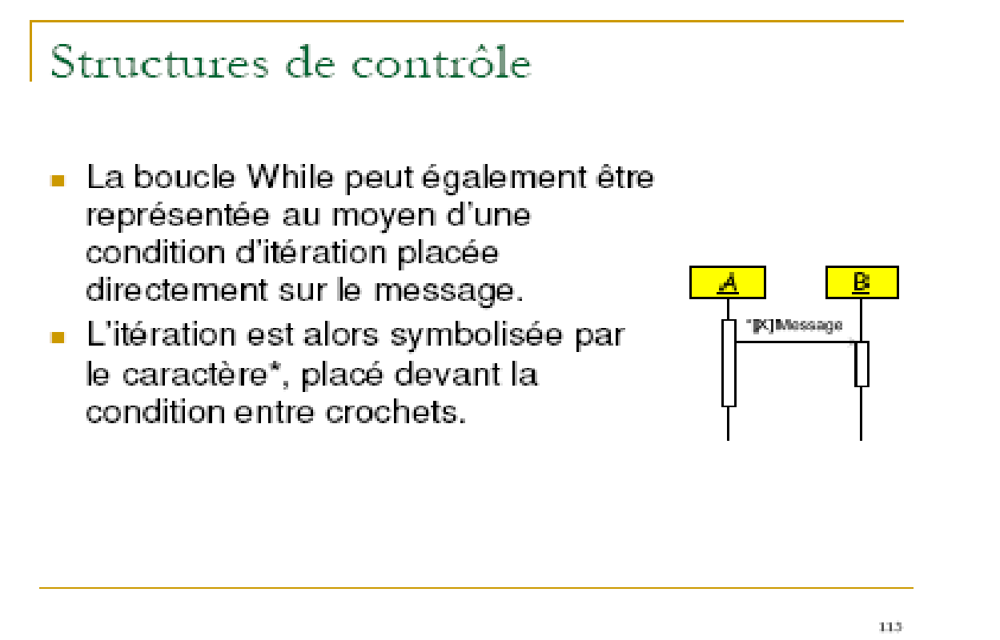 Structures de contrôle
La boucle While peut également être
représentée au moyen d'une
condition d'itération placée
directement sur le message.
L'itération est alors symbolisée par
le caractère*, placé devant la
condition entre crochets.
A
B
*[X]Message